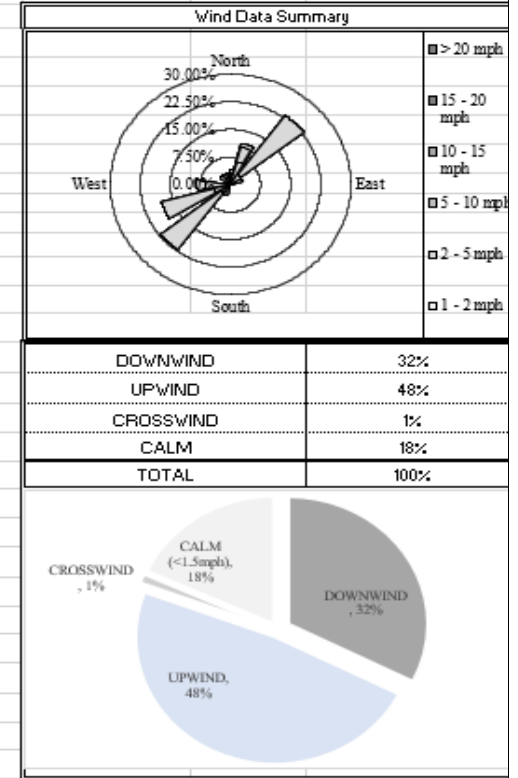 Wind Data Summary
North
30.00%
22.50%
15.00%
7.50%
0.00%
West
East
South
> 20 mph
15 - 20
mph
10 - 15
mph
5 - 10 mph
2 - 5 mph
1 - 2 mph
DOWNWIND 32%
UPWIND 48%
CROSSWIND 1%
CALM 18%
TOTAL 100%
CALM
(<1.5mph),
18%
CROSSWIND
, 1%
DOWNWIND
, 32%
UPWIND,
48%